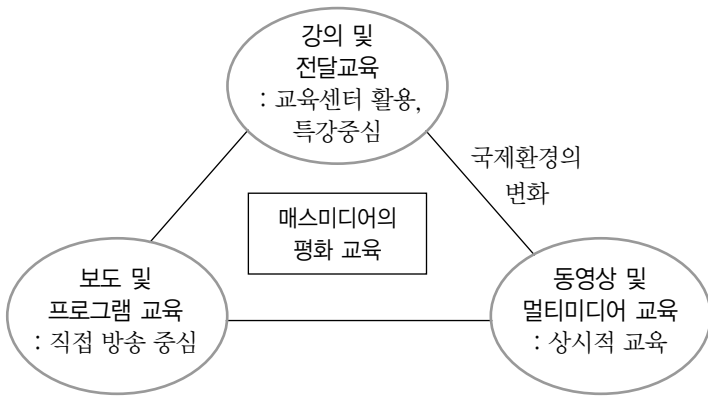 강의 및
전달교육
: 교육센터 활용,
특강중심
국제환경의
변화
매스미디어의
평화 교육
보도 및
프로그램 교육
: 직접 방송 중심
동영상 및
멀티미디어 교육
: 상시적 교육